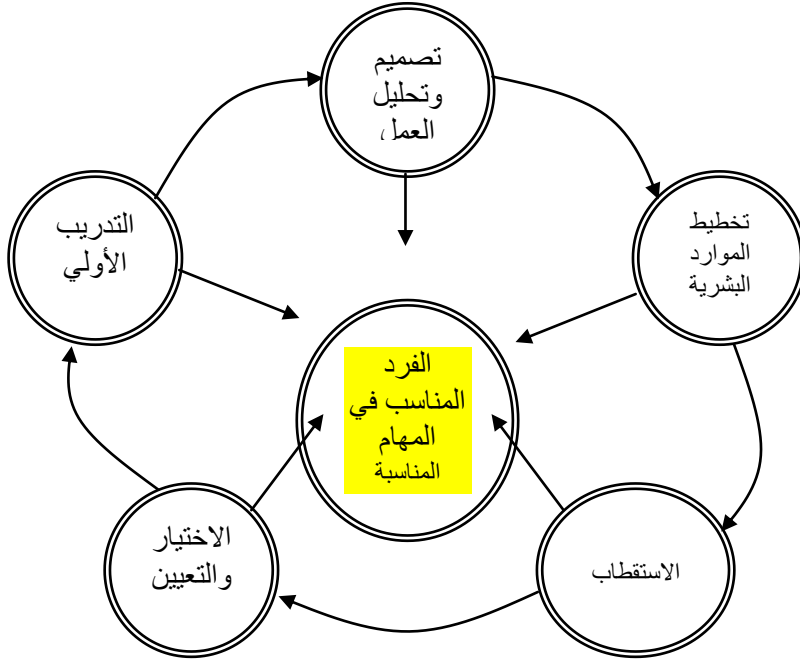 تصميم
وتحليل
العمل
تخطيط
الموارد
البشرية
التدريب
الأولي
الفرد
المناسب في
المهام
المناسبة
الاختيار
والتعيين
الاستقطاب